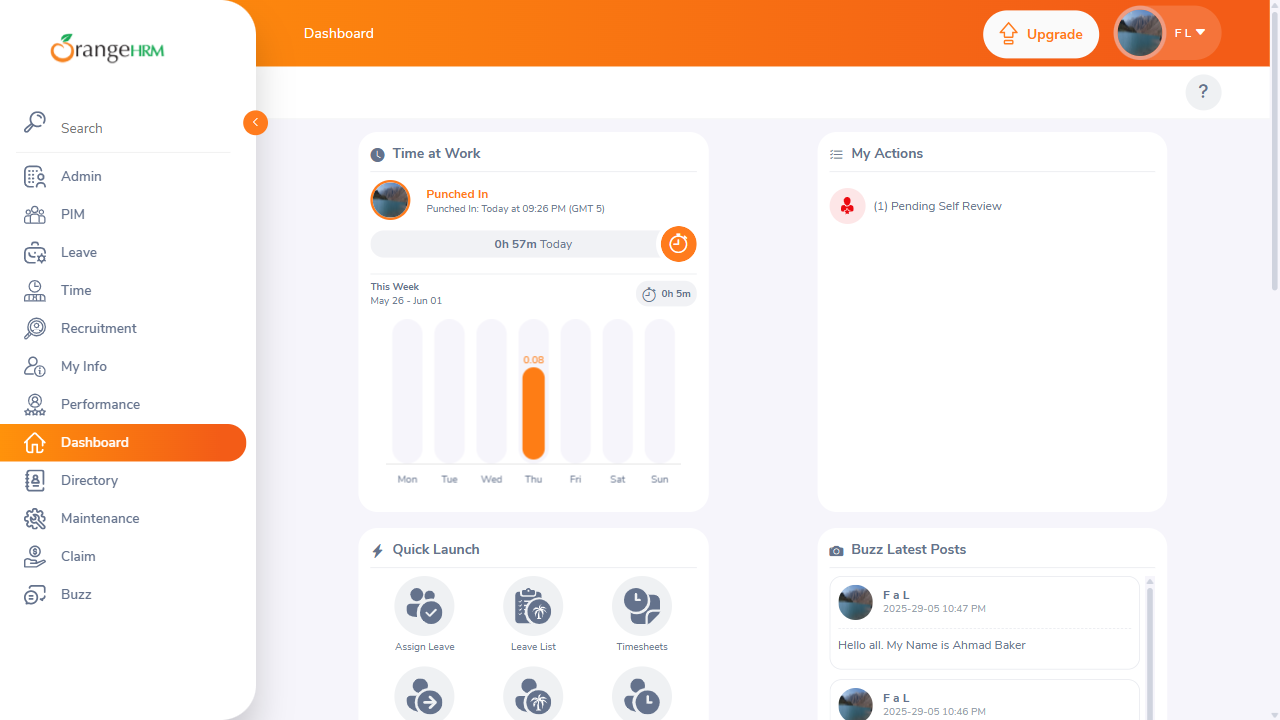 OrangeHRM
Dashboard
Upgrade
F L
?
Search
Admin
PIM
Leave
Time
Recruitment
My Info
Performance
Dashboard
Directory
Maintenance
Claim
Buzz
Time at Work
Punched In
Punched In: Today at 09:26 PM (GMT 5)
0h 57m Today
This Week
May 26 - Jun 01
0h 5m
0.08
Mon Tue Wed Thu Fri Sat Sun
My Actions
(1) Pending Self Review
Quick Launch
Assign Leave
Leave List
Timesheets
Buzz Latest Posts
F a L
2025-29-05 10:47 PM
Hello all. My Name is Ahmad Baker
F a L
2025-29-05 10:46 PM